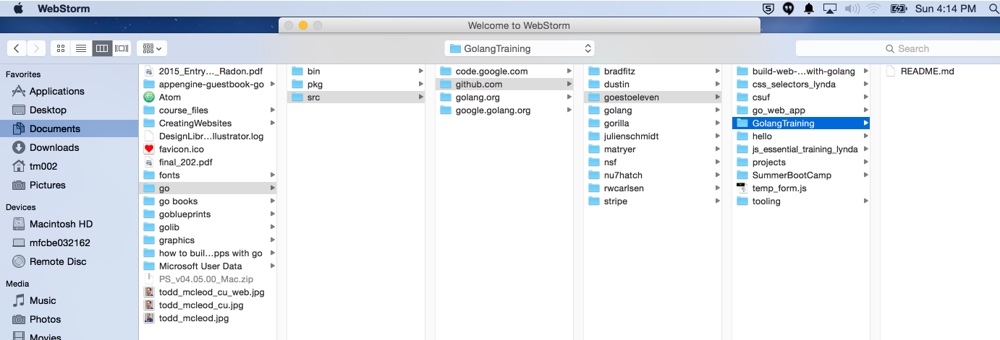 WebStorm
Sun 4:14 PM
Welcome to WebStorm
GolangTraining
Search
Favorites
Applications
Desktop
Documents
Downloads
tm002
Pictures
Devices
Macintosh HD
mfcbe032162
Remote Disc
Media
Music
Photos
Movies
2015_Entry…_Radon.pdf
appengine-guestbook-go
Atom
course_files
CreatingWebsites
DesignLibr…llustrator.log
favicon.ico
final_202.pdf
fonts
go
go books
goblueprints
golib
graphics
how to buil…pps with go
Microsoft User Data
PS_v04.05.00_Mac.zip
todd_mcleod_cu_web.jpg
todd_mcleod_cu.jpg
todd_mcleod.jpg
bin
pkg
src
code.google.com
github.com
golang.org
google.golang.org
bradfitz
dustin
goestoeleven
golang
gorilla
julienschmidt
matryer
nsf
nu7hatch
rwcarlsen
stripe
build-web-…with-golang
css_selectors_lynda
csuf
go_web_app
GolangTraining
hello
js_essential_training_lynda
projects
SummerBootCamp
temp_form.js
tooling
README.md